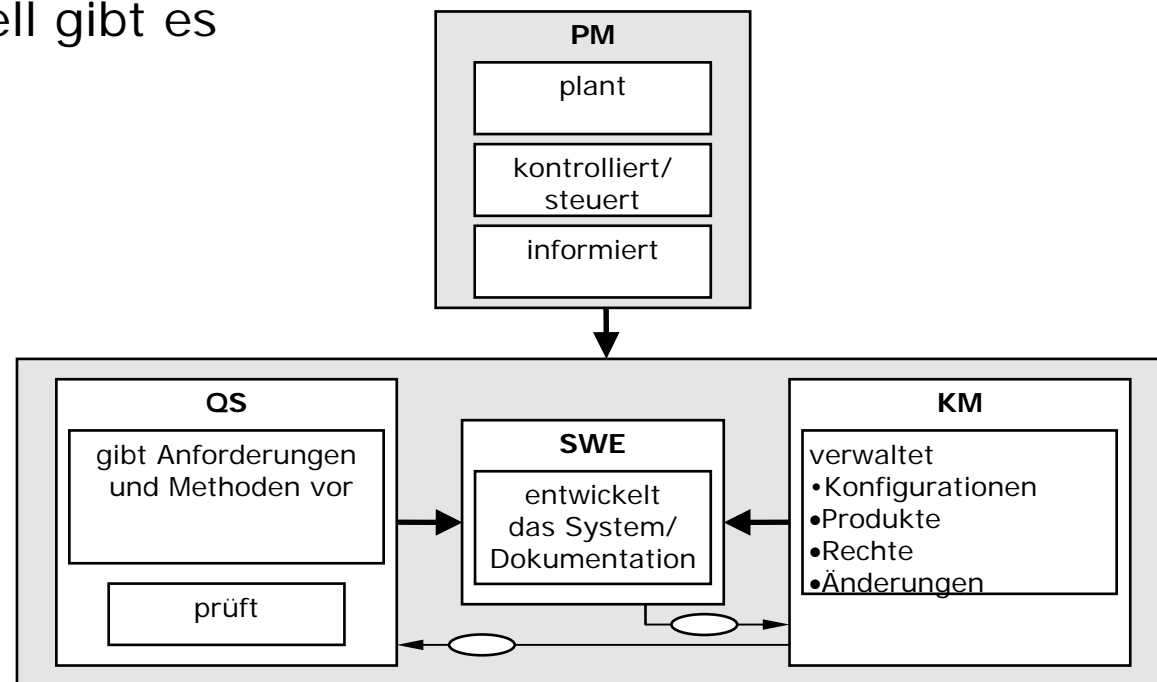 ell gibt es
PM
plant
kontrolliert/
steuert
informiert
QS
gibt Anforderungen
und Methoden vor
prüft
SWE
entwickelt
das System/
Dokumentation
KM
verwaltet
•Konfigurationen
•Produkte
•Rechte
•Änderungen